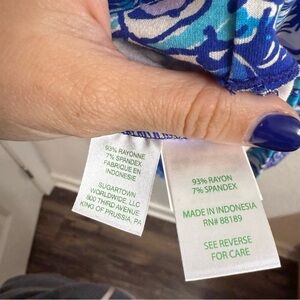 93% RAYONNE
7% SPANDEX
FABRIQUE EN
INDONESIE
SUGARTOWN
WORLDWIDE, LLC
800 THIRD AVENUE
KING OF PRUSSIA, PA
93% RAYON
7% SPANDEX
MADE IN INDONESIA
RN# 88189
SEE REVERSE
FOR CARE